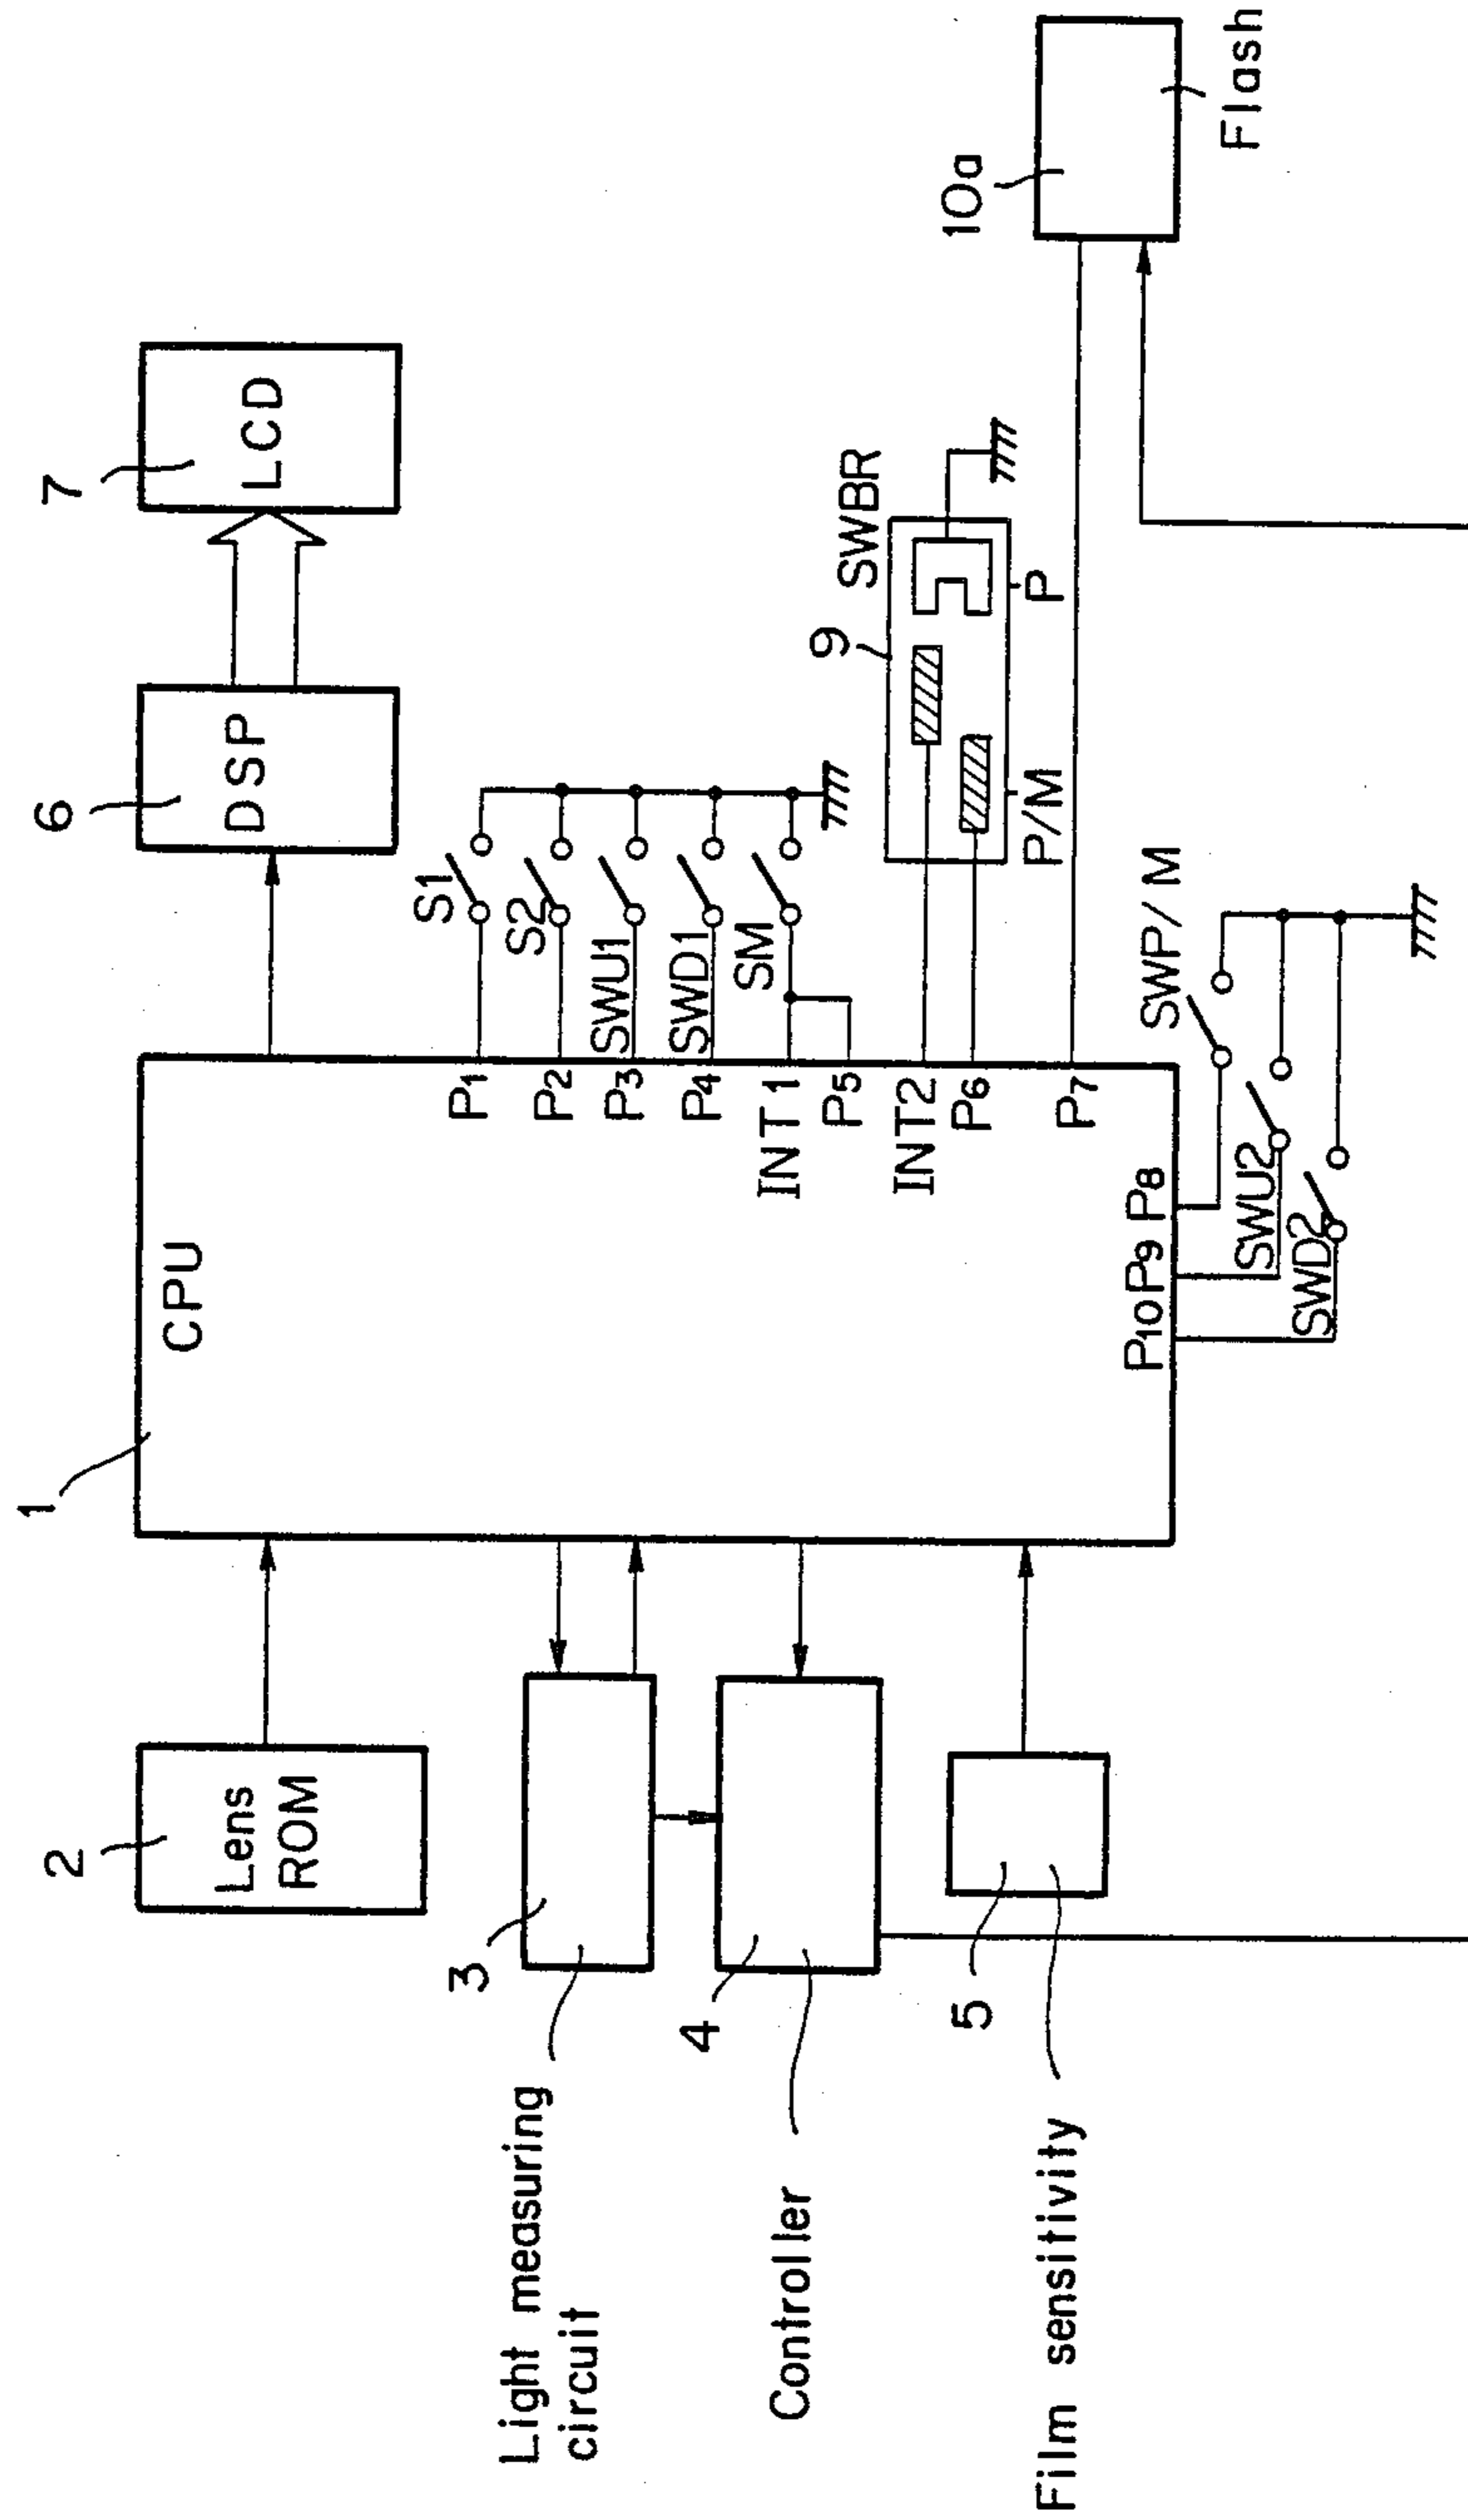 1
CPU
2
Lens
ROM
3
Light measuring
circuit
4
Controller
5
Film sensitivity
6
DSP
7
LCD
P1
S1
P2
S2
P3
SWU1
P4
SWD1
INT1
SM
P5
INT2
P6
9
SWBR
P/M
P
P7
10a
Flash
P8
SWP/M
P9
SWU2
P10
SWD2